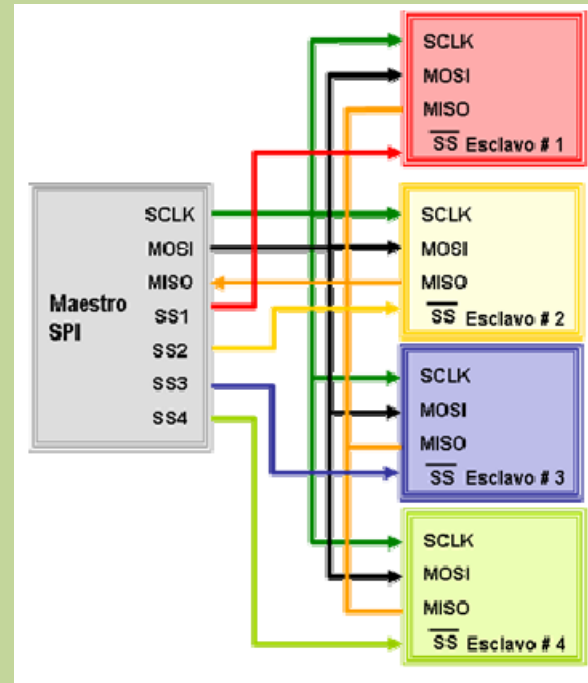 SCLK
MOSI
MISO
SS Esclavo # 1
Maestro
SPI
SCLK
MOSI
MISO
SS1
SS2
SS3
SS4
SCLK
MOSI
MISO
SS Esclavo # 2
SCLK
MOSI
MISO
SS Esclavo # 3
SCLK
MOSI
MISO
SS Esclavo # 4